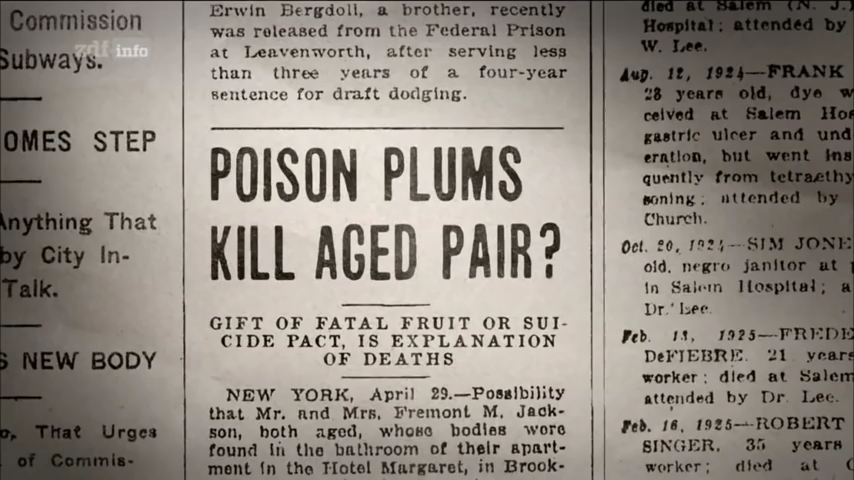 zdf info
Commission
Subways.
OMES STEP
Anything That
by City In-
Talk.
S NEW BODY
That Urges
of Commis-
Erwin Bergdoll, a brother, recently
was released from the Federal Prison
at Leavenworth, after serving less
than three years of a four-year
sentence for draft dodging.
POISON PLUMS
KILL AGED PAIR?
GIFT OF FATAL FRUIT OR SUI-
CIDE PACT, IS EXPLANATION
OF DEATHS
NEW YORK, April 29.—Possibility
that Mr. and Mrs. Fremont M. Jack-
son, both aged, whose bodies were
found in the bathroom of their apart-
ment in the Hotel Margaret, in Brook-
died at Salem (N. J.)
Hospital; attended by
W. Lee.
Aug. 12, 1924—FRANK
28 years old, dye w
ceived at Salem Hos
gastric ulcer and und
eration, but went ins
quently from tetraethy
soning; attended by
Church.
Oct. 20, 1924—SIM JONE
old, negro janitor at
in Salem Hospital; a
Dr. Lee.
Feb. 13, 1925—FREDE
DeFIEBRE. 21 years
worker; died at Salem
attended by Dr. Lee.
Feb. 16, 1925—ROBERT
SINGER, 35 years
worker; died at